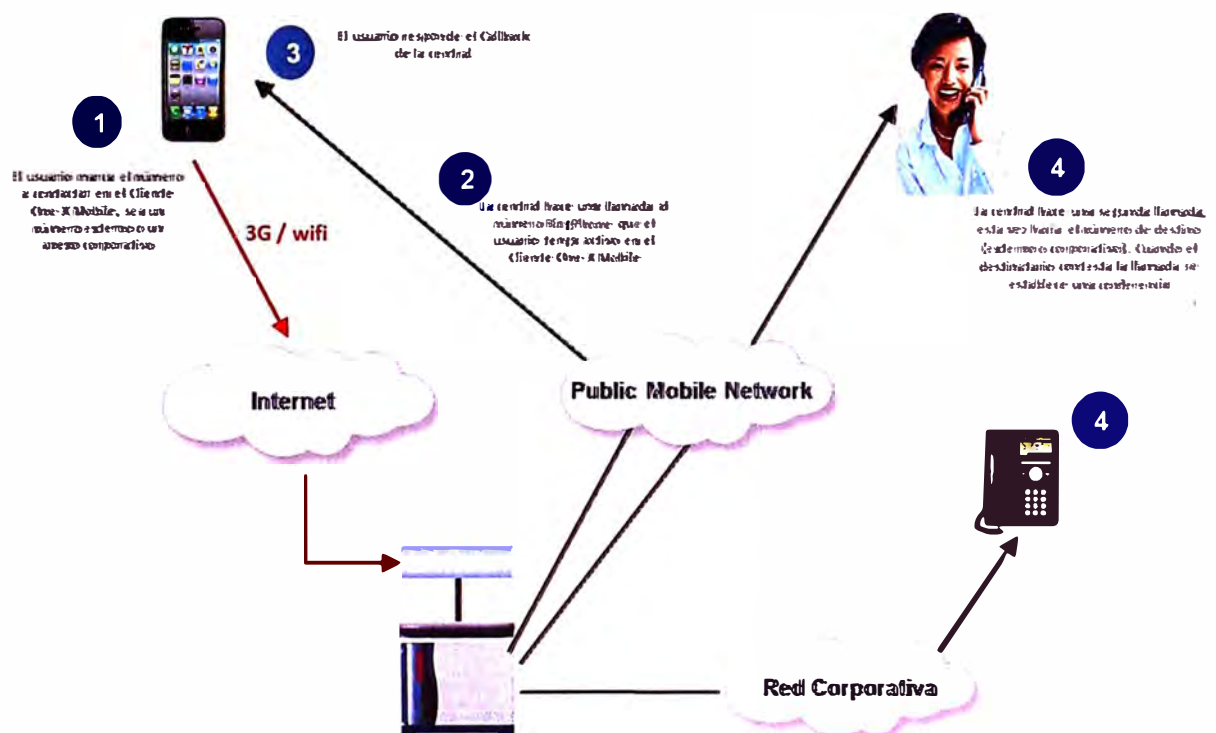 3
El usuario responde el Callback
de la central
1
El usuario marca el número
a contactar en el Cliente
One-X Mobile, sea un
número externo o un
anexo corporativo
3G / wifi
2
La central hace una llamada al
número Ring Phone que el
usuario tenga activo en el
Cliente One-X Mobile
4
La central hace una segunda llamada,
esta vez hacia el número de destino
(externo o corporativo). Cuando el
destinatario contesta la llamada se
establece una conferencia
Internet
Public Mobile Network
4
Red Corporativa